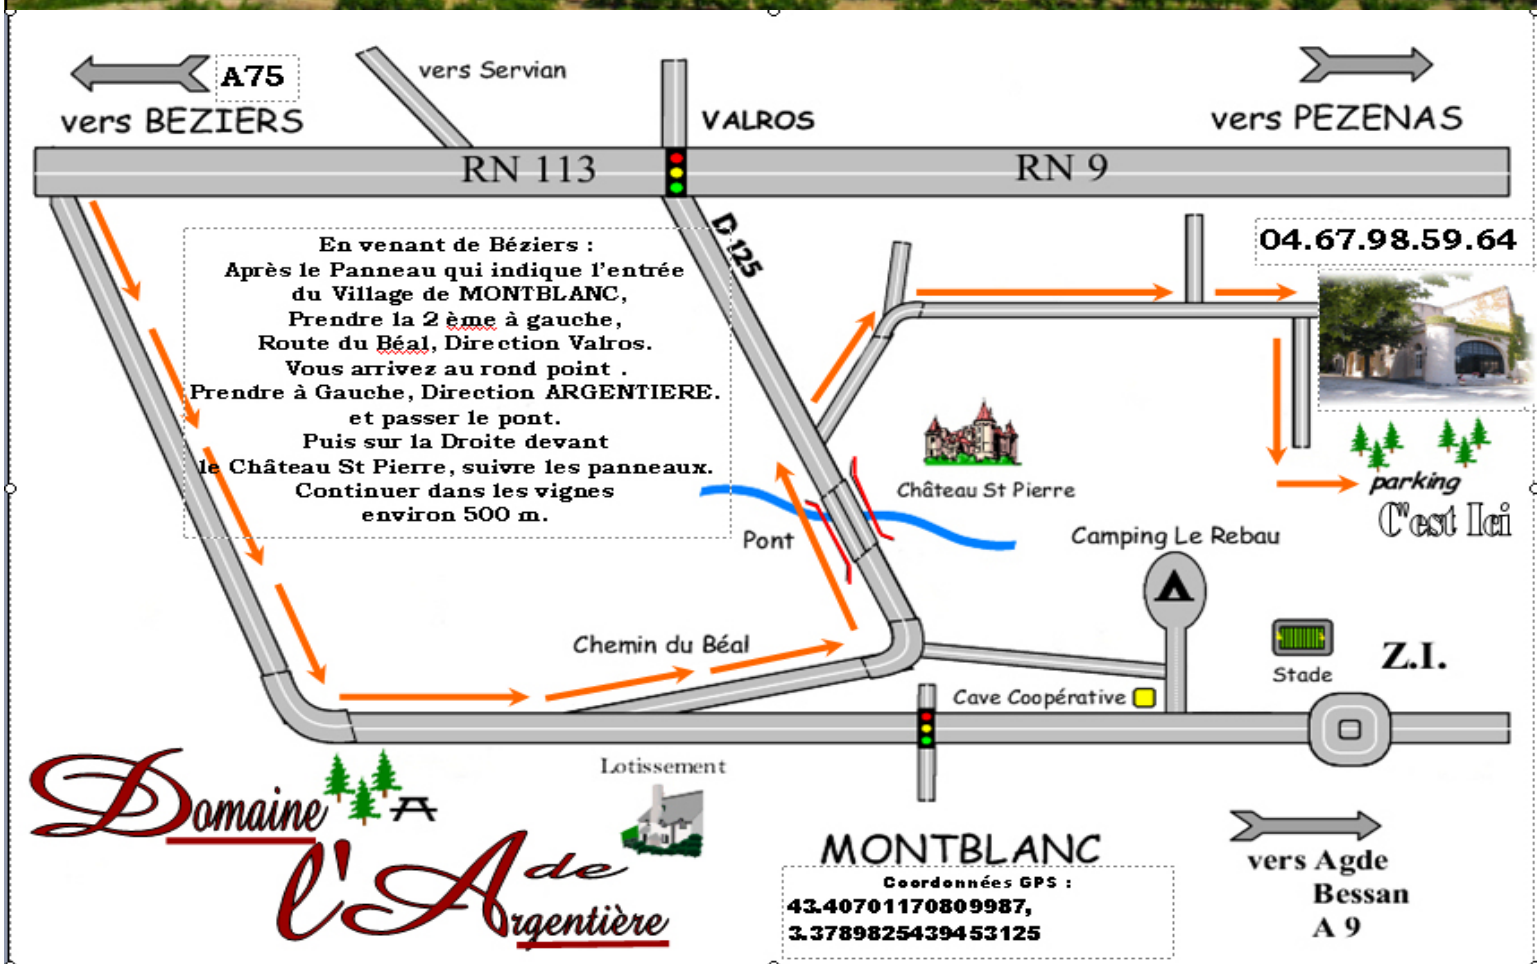 A75
vers Servian
vers BEZIERS
VALROS
vers PEZENAS
RN 113
RN 9
D 125
04.67.98.59.64
En venant de Béziers :
Après le Panneau qui indique l'entrée
du Village de MONTBLANC,
Prendre la 2 ème à gauche,
Route du Béal, Direction Valros.
Vous arrivez au rond point .
Prendre à Gauche, Direction ARGENTIERE.
et passer le pont.
Puis sur la Droite devant
le Château St Pierre, suivre les panneaux.
Continuer dans les vignes
environ 500 m.
Château St Pierre
parking
C'est Ici
Pont
Camping Le Rebau
Chemin du Béal
Stade
Z.I.
Cave Coopérative
Lotissement
Domaine
de
l'Argentière
MONTBLANC
Coordonnées GPS :
43.40701170809987,
3.3789825439453125
vers Agde
Bessan
A 9